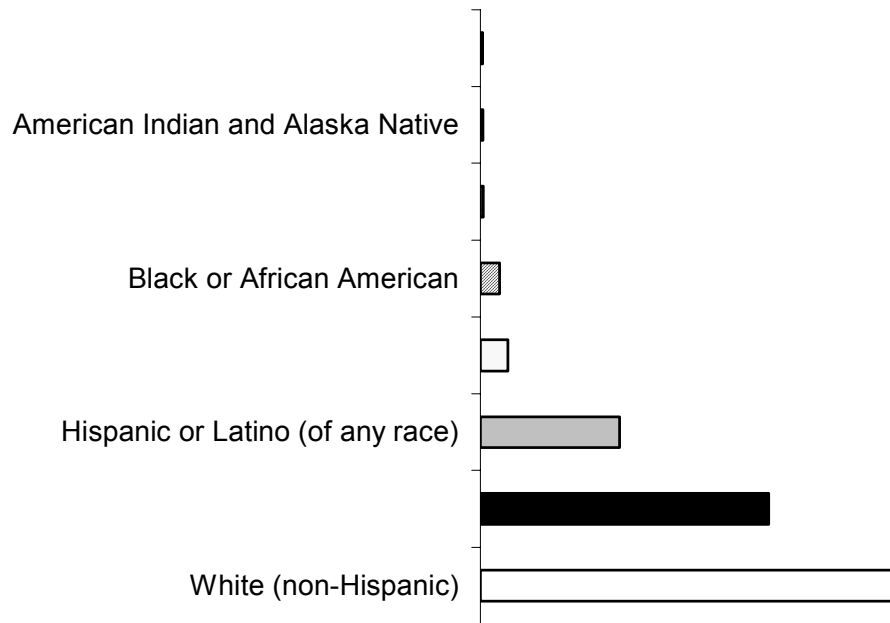 American Indian and Alaska Native
Black or African American
Hispanic or Latino (of any race)
White (non-Hispanic)